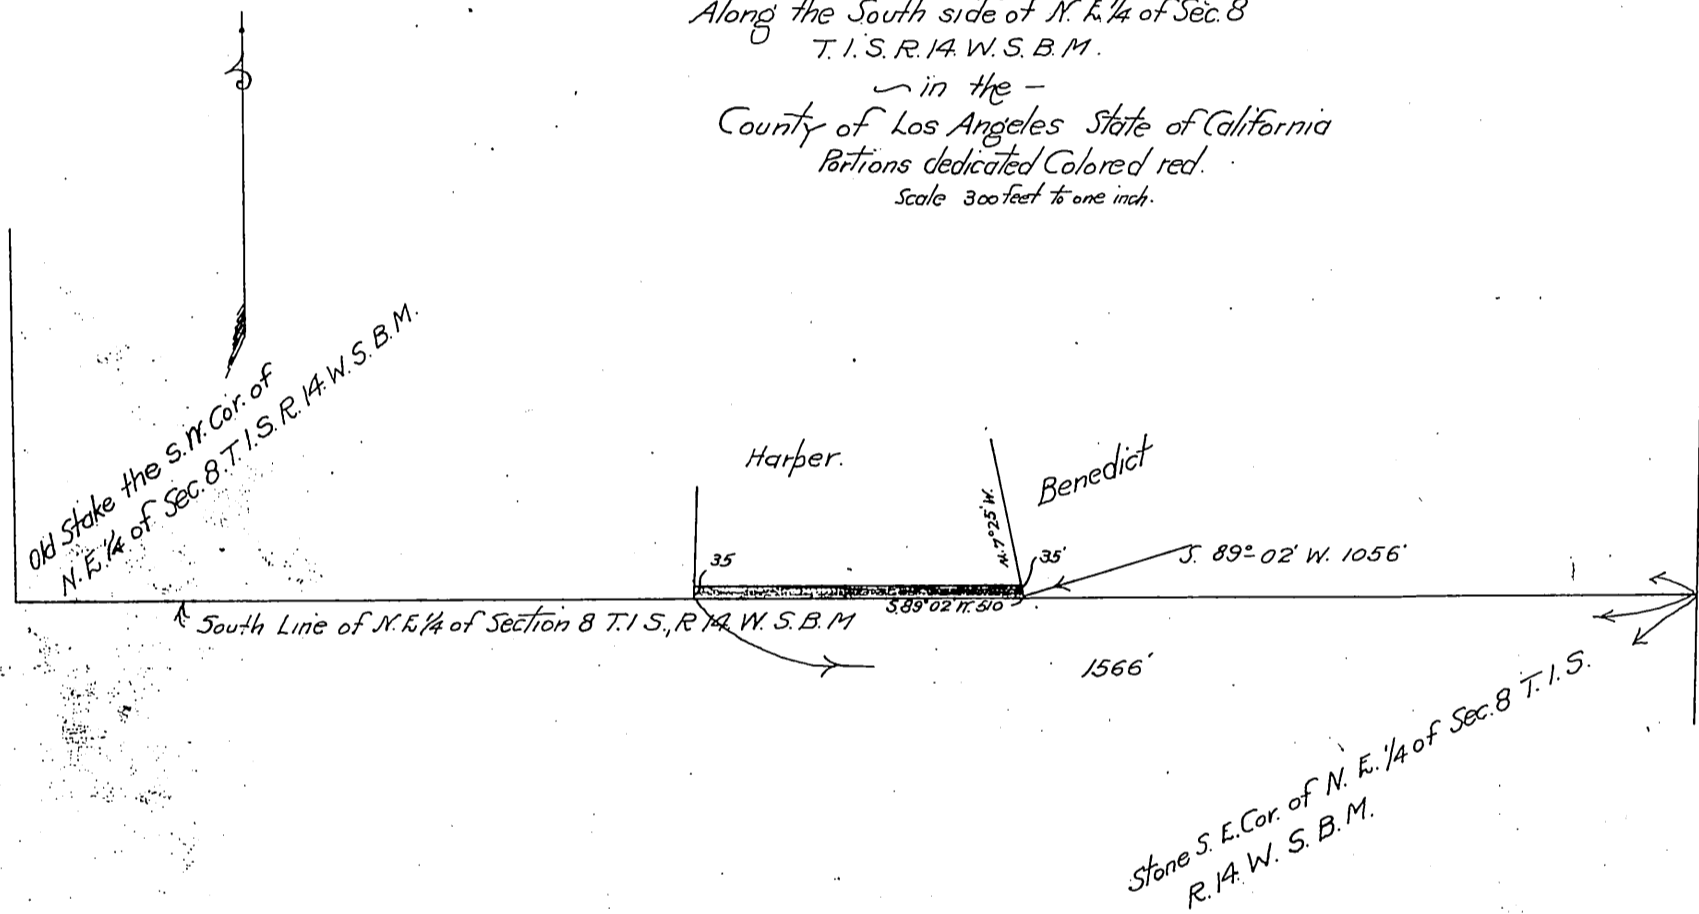 Along the South side of N. E. 1/4 of Sec. 8
T. 1. S. R. 14. W. S. B. M.
in the -
County of Los Angeles State of California
Portions dedicated Colored red.
Scale 300 feet to one inch.
Old Stake the S. W. Cor. of
N. E. 1/4 of Sec. 8. T. 1. S. R. 14. W. S. B. M.
Harper.
Benedict
N. 7° 25' W.
35
35'
S. 89° 02' W. 1056'
S. 89° 02' W. 510'
South Line of N. E. 1/4 of Section 8 T. 1 S., R 14. W. S. B. M
1566'
Stone S. E. Cor. of N. E. 1/4 of Sec. 8 T. 1. S.
R. 14. W. S. B. M.